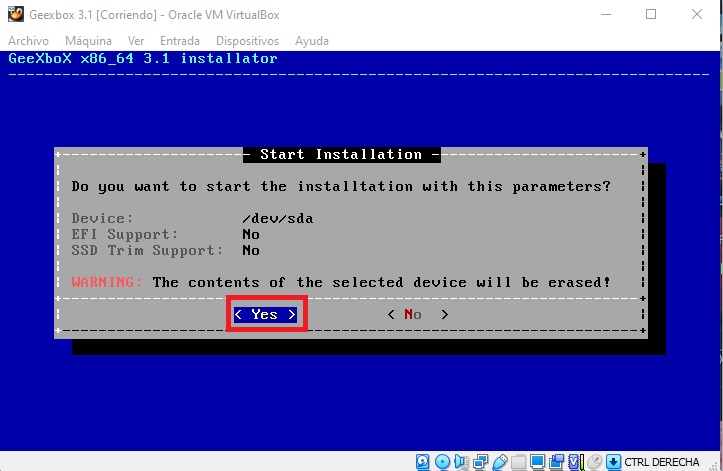 Geexbox 3.1 [Corriendo] - Oracle VM VirtualBox
Archivo Máquina Ver Entrada Dispositivos Ayuda
GeeXboX x86_64 3.1 installator
Start Installation
Do you want to start the installtation with this parameters?
Device: /dev/sda
EFI Support: No
SSD Trim Support: No
WARNING: The contents of the selected device will be erased!
< Yes > < No >
CTRL DERECHA